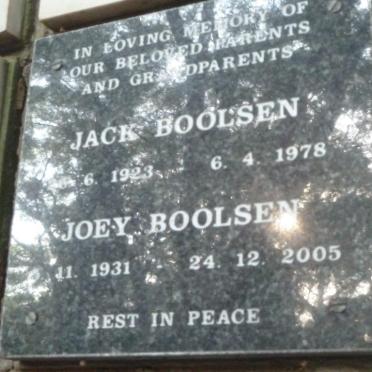 IN LOVING MEMORY OF
OUR BELOVED PARENTS
AND GRANDPARENTS
JACK BOOLSEN
6. 1923 - 6. 4. 1978
JOEY BOOLSEN
11. 1931 - 24. 12. 2005
REST IN PEACE